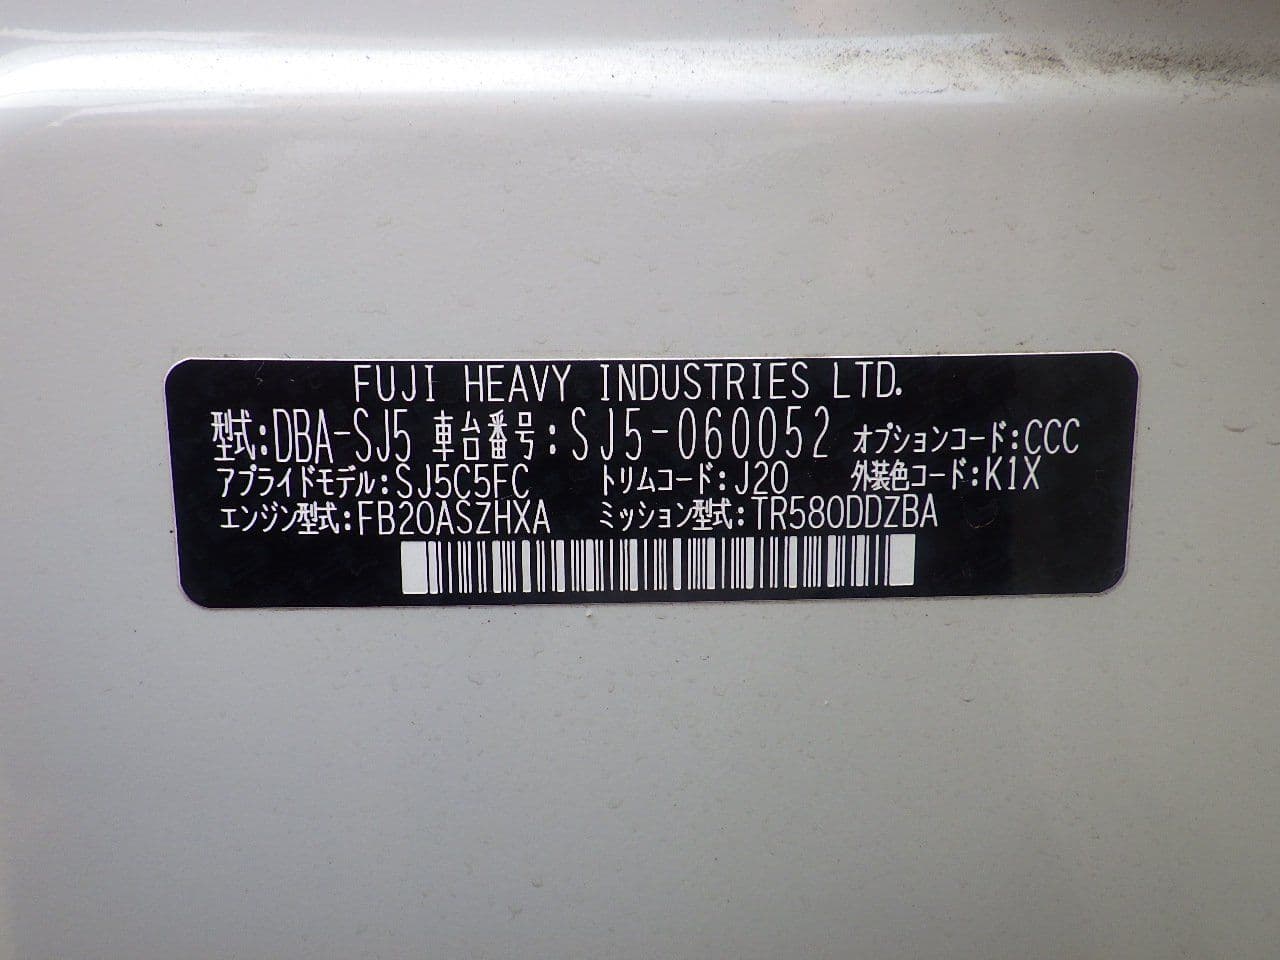 FUJI HEAVY INDUSTRIES LTD.
型式:DBA-SJ5 車台番号:SJ5-060052 オプションコード:CCC
アプライドモデル:SJ5C5FC トリムコード:J20 外装色コード:K1X
エンジン型式:FB20ASZHXA ミッション型式:TR580DDZBA